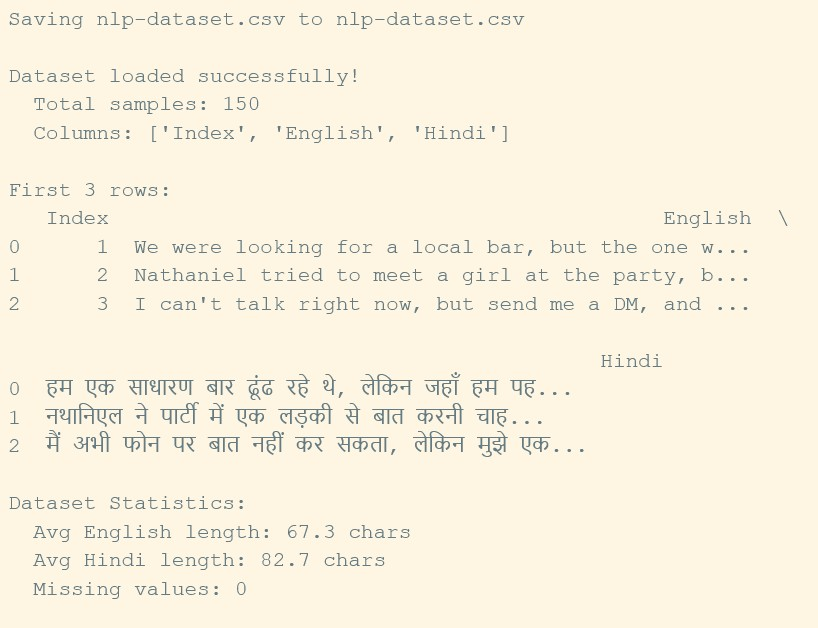 Saving nlp-dataset.csv to nlp-dataset.csv
Dataset loaded successfully!
Total samples: 150
Columns: ['Index', 'English', 'Hindi']
First 3 rows:
Index English \
0 1 We were looking for a local bar, but the one w...
1 2 Nathaniel tried to meet a girl at the party, b...
2 3 I can't talk right now, but send me a DM, and ...
Hindi
0 हम एक साधारण बार ढूंढ रहे थे, लेकिन जहाँ हम पह...
1 नथानिएल ने पार्टी में एक लड़की से बात करनी चाह...
2 मैं अभी फोन पर बात नहीं कर सकता, लेकिन मुझे एक...
Dataset Statistics:
Avg English length: 67.3 chars
Avg Hindi length: 82.7 chars
Missing values: 0